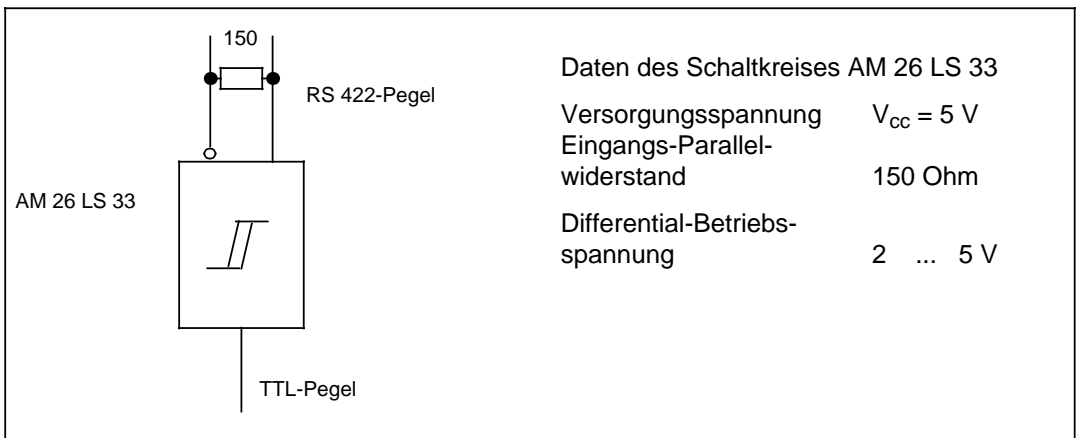 150
RS 422-Pegel
AM 26 LS 33
TTL-Pegel
Daten des Schaltkreises AM 26 LS 33
Versorgungsspannung Vcc = 5 V
Eingangs-Parallel-
widerstand 150 Ohm
Differential-Betriebs-
spannung 2 ... 5 V